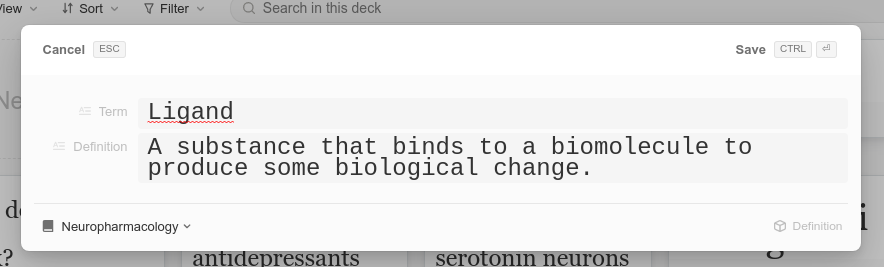 View Sort Filter Search in this deck
Cancel ESC Save CTRL ⏎
Ne
Term Ligand
Definition A substance that binds to a biomolecule to
produce some biological change.
Neuropharmacology Definition
k? antidepressants serotonin neurons